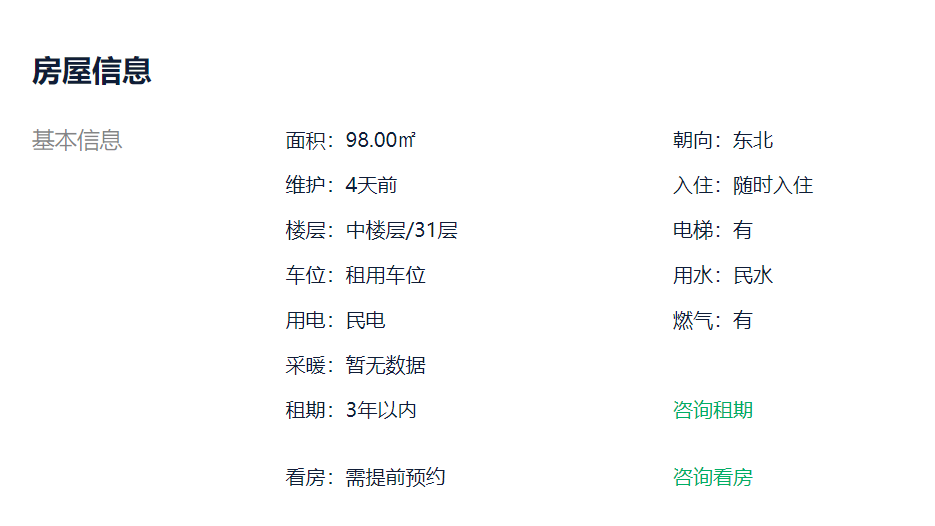 房屋信息
基本信息 面积：98.00㎡ 朝向：东北
维护：4天前 入住：随时入住
楼层：中楼层/31层 电梯：有
车位：租用车位 用水：民水
用电：民电 燃气：有
采暖：暂无数据
租期：3年以内 咨询租期
看房：需提前预约 咨询看房